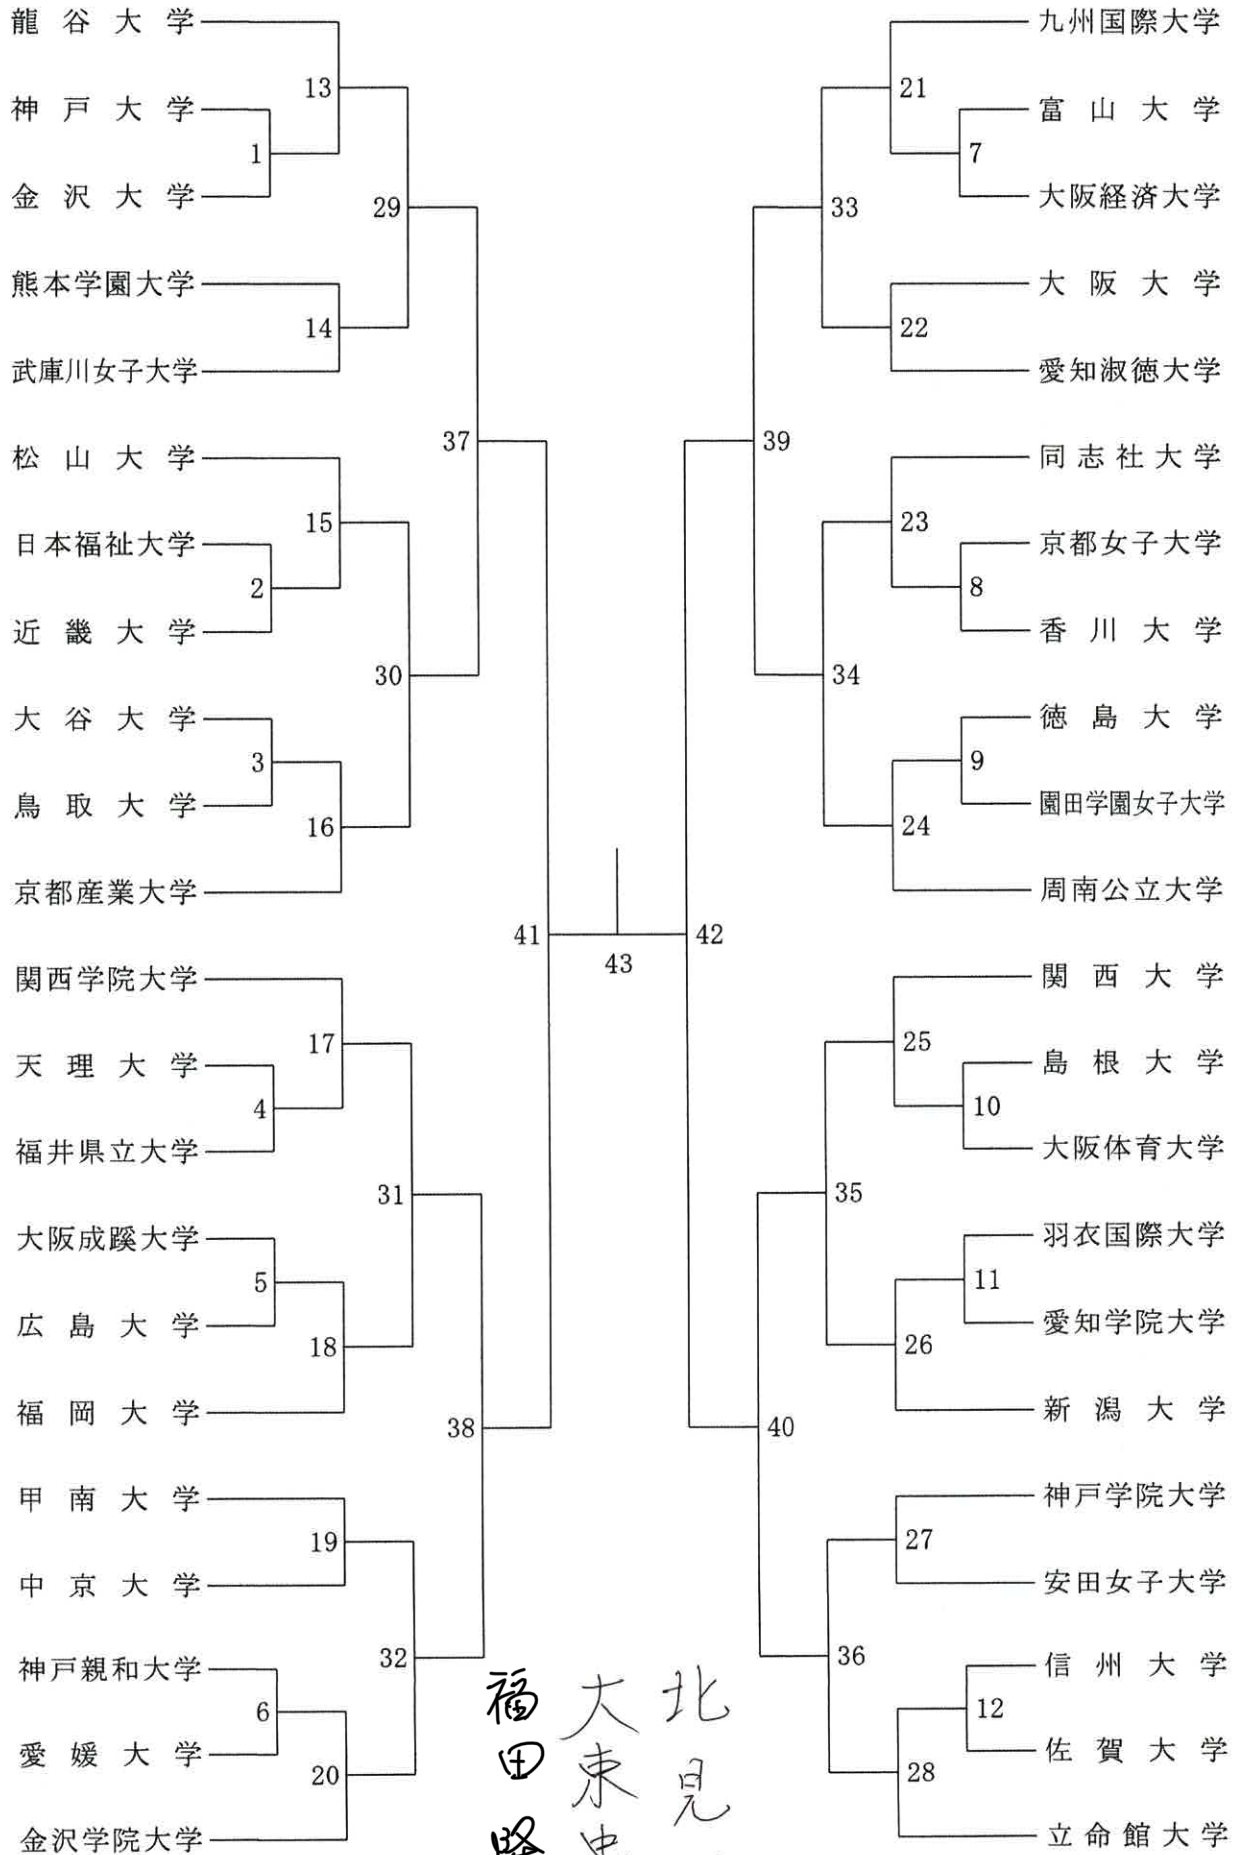 龍谷大学
13
神戸大学
1
金沢大学
29
熊本学園大学
14
武庫川女子大学
37
松山大学
15
日本福祉大学
2
近畿大学
30
大谷大学
3
鳥取大学
16
京都産業大学
41
関西学院大学
17
天理大学
4
福井県立大学
31
大阪成蹊大学
5
広島大学
18
福岡大学
38
甲南大学
19
中京大学
32
神戸親和大学
6
愛媛大学
20
金沢学院大学
43
九州国際大学
21
富山大学
7
大阪経済大学
33
大阪大学
22
愛知淑徳大学
39
同志社大学
23
京都女子大学
8
香川大学
34
徳島大学
9
園田学園女子大学
24
周南公立大学
42
関西大学
25
島根大学
10
大阪体育大学
35
羽衣国際大学
11
愛知学院大学
26
新潟大学
40
神戸学院大学
27
安田女子大学
36
信州大学
12
佐賀大学
28
立命館大学
北見
大東
福田